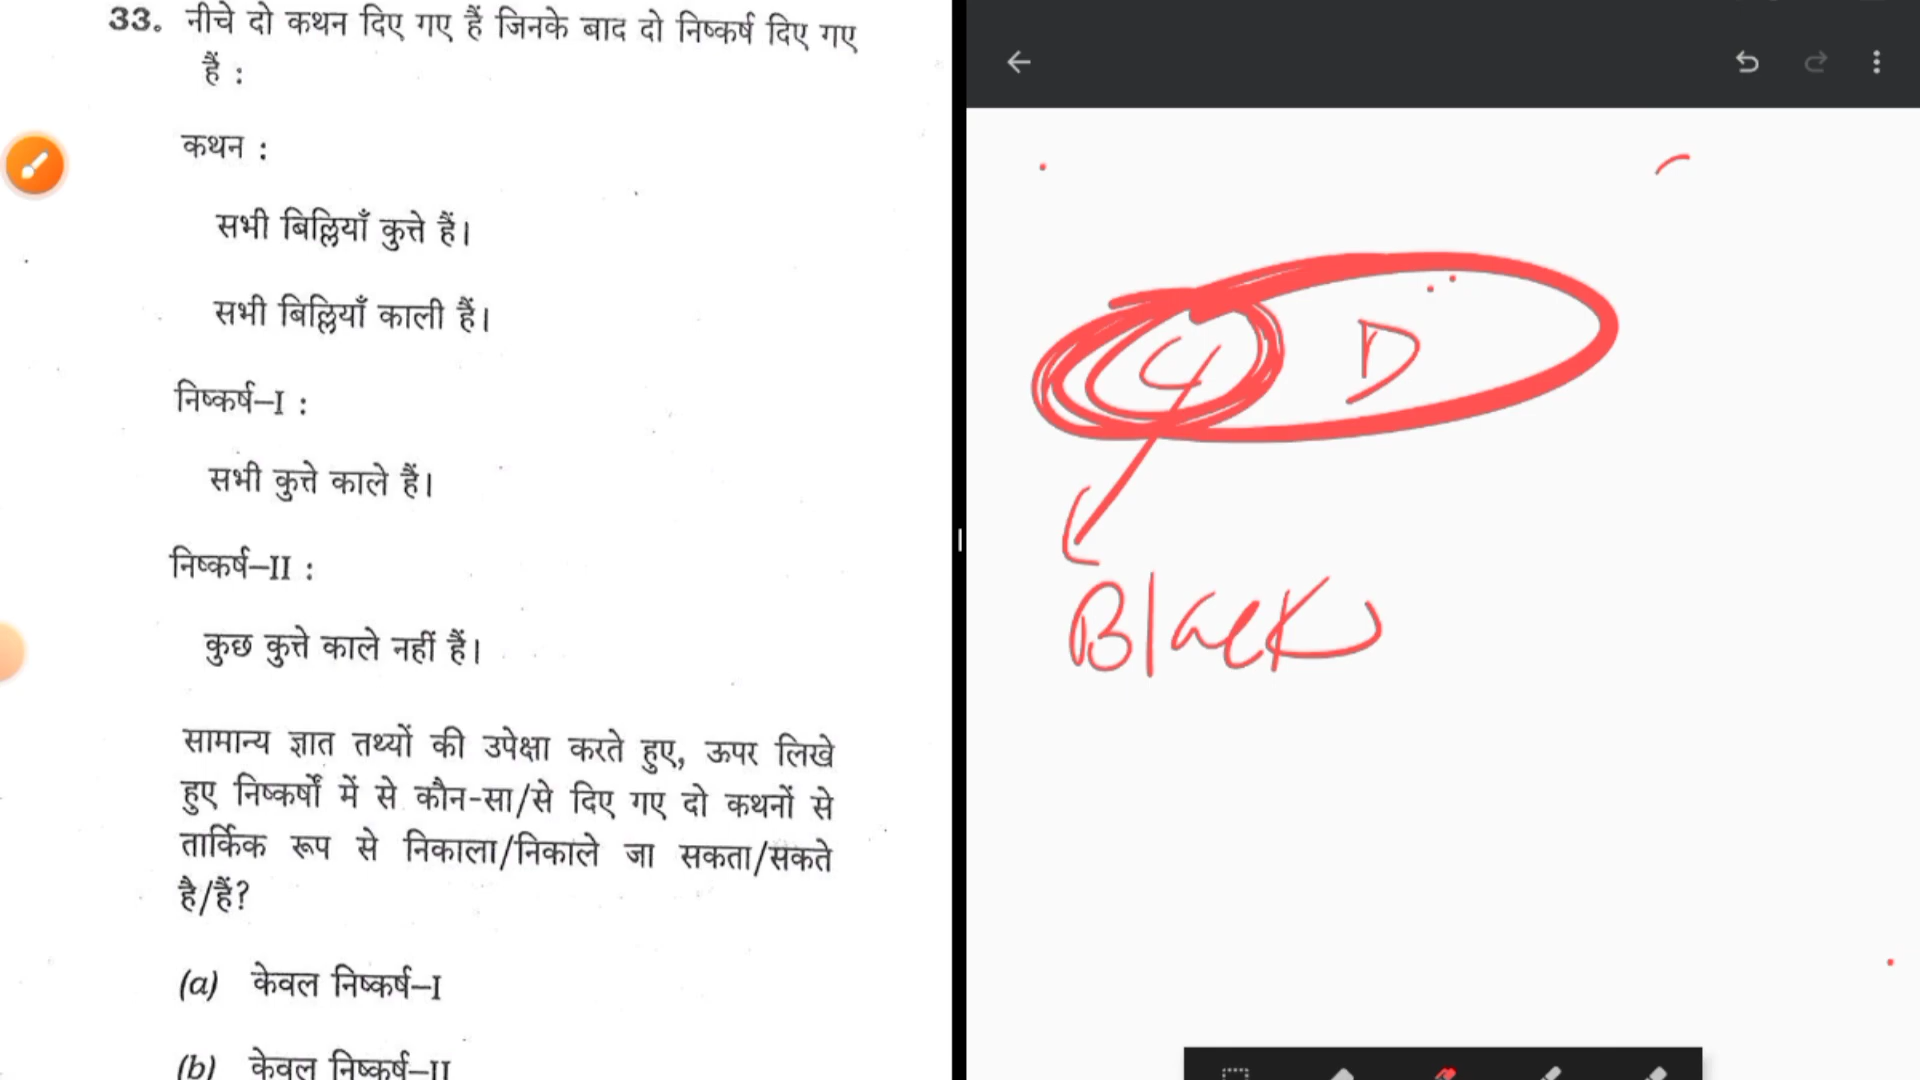 33. नीचे दो कथन दिए गए हैं जिनके बाद दो निष्कर्ष दिए गए
हैं :
कथन :
सभी बिल्लियाँ कुत्ते हैं।
सभी बिल्लियाँ काली हैं।
निष्कर्ष–I :
सभी कुत्ते काले हैं।
निष्कर्ष–II :
कुछ कुत्ते काले नहीं हैं।
सामान्य ज्ञात तथ्यों की उपेक्षा करते हुए, ऊपर लिखे
हुए निष्कर्षों में से कौन-सा/से दिए गए दो कथनों से
तार्किक रूप से निकाला/निकाले जा सकता/सकते
है/हैं?
(a) केवल निष्कर्ष–I
(b) केवल निष्कर्ष–II
D
Black